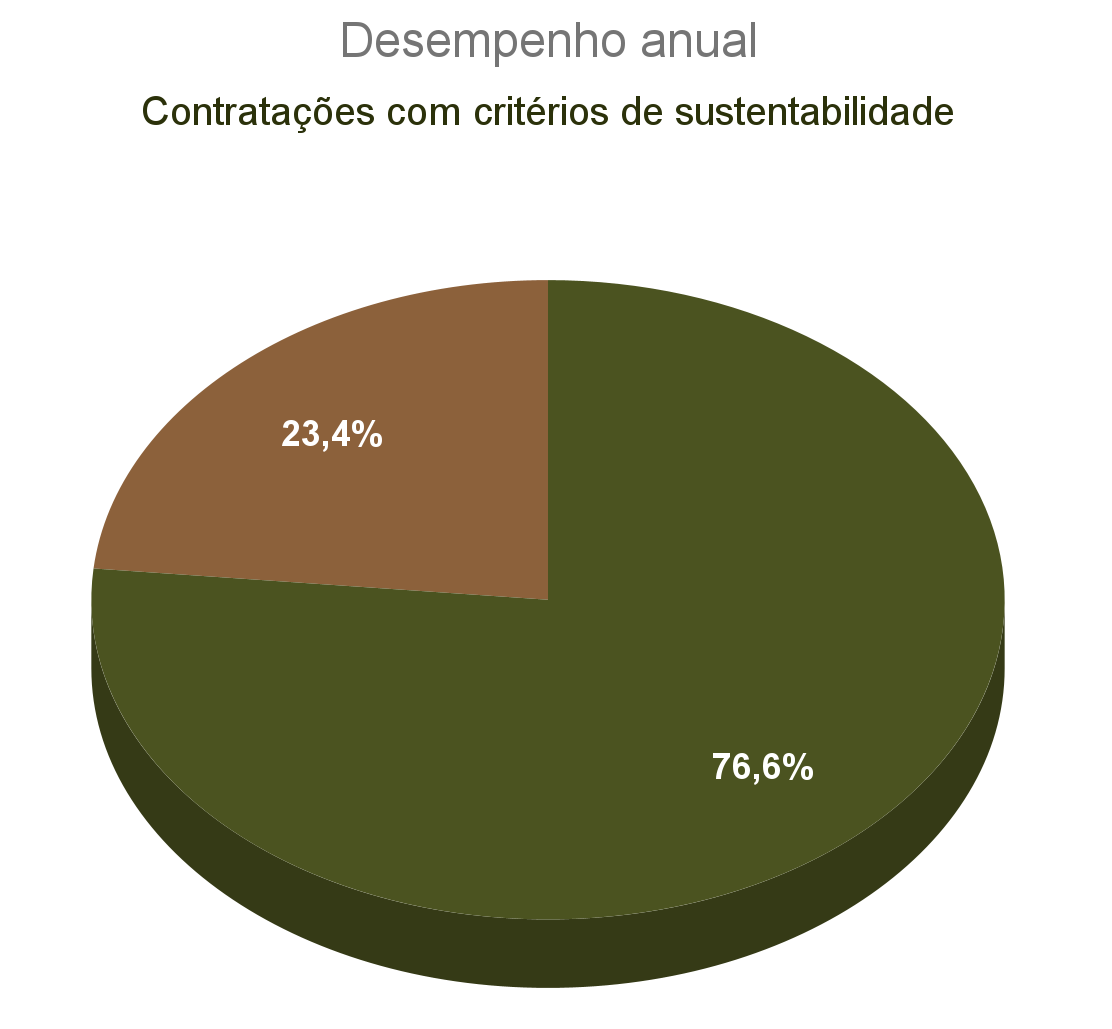 Desempenho anual
Contratações com critérios de sustentabilidade
23,4%
76,6%